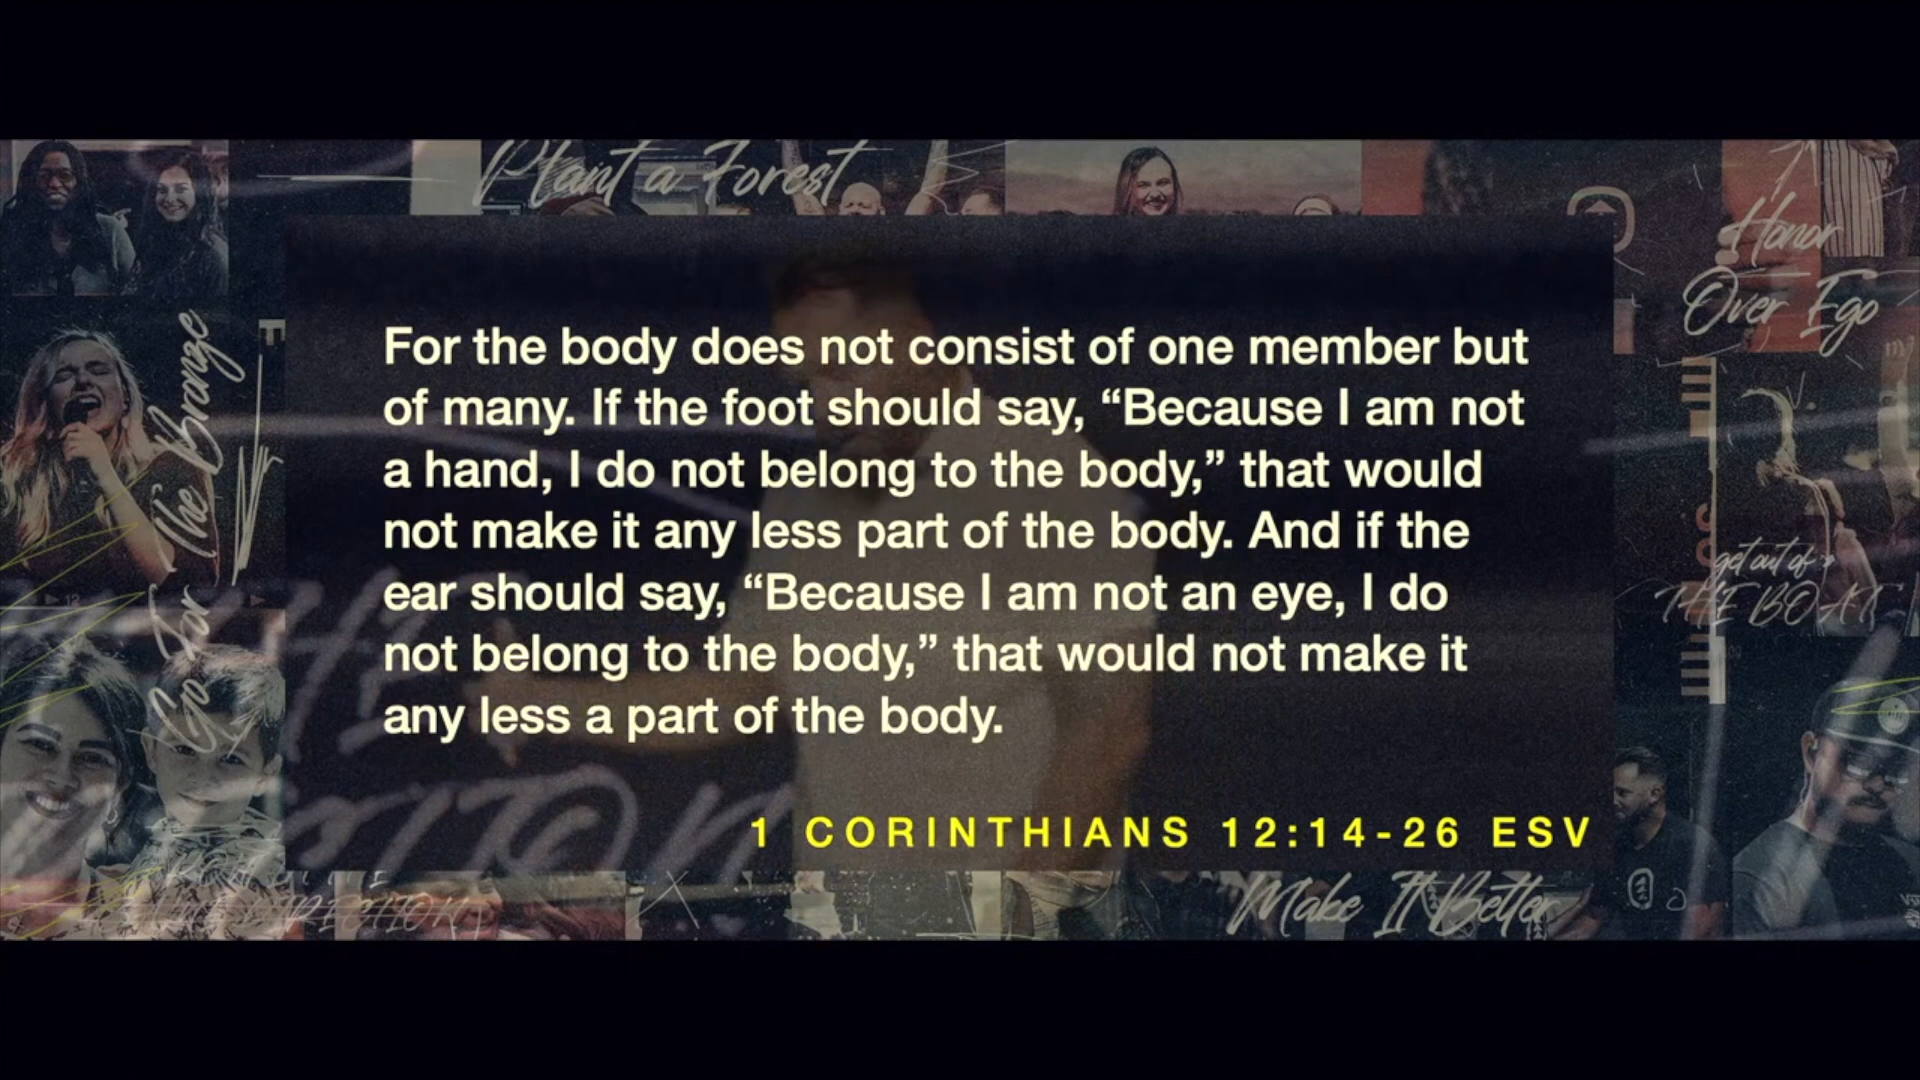 Plant a Forest
Honor
Over Ego
For the body does not consist of one member but
of many. If the foot should say, “Because I am not
a hand, I do not belong to the body,” that would
not make it any less part of the body. And if the
ear should say, “Because I am not an eye, I do
not belong to the body,” that would not make it
any less a part of the body.
1 CORINTHIANS 12:14-26 ESV
Go For The Bronze
get out of
THE BOAT
Make It Better